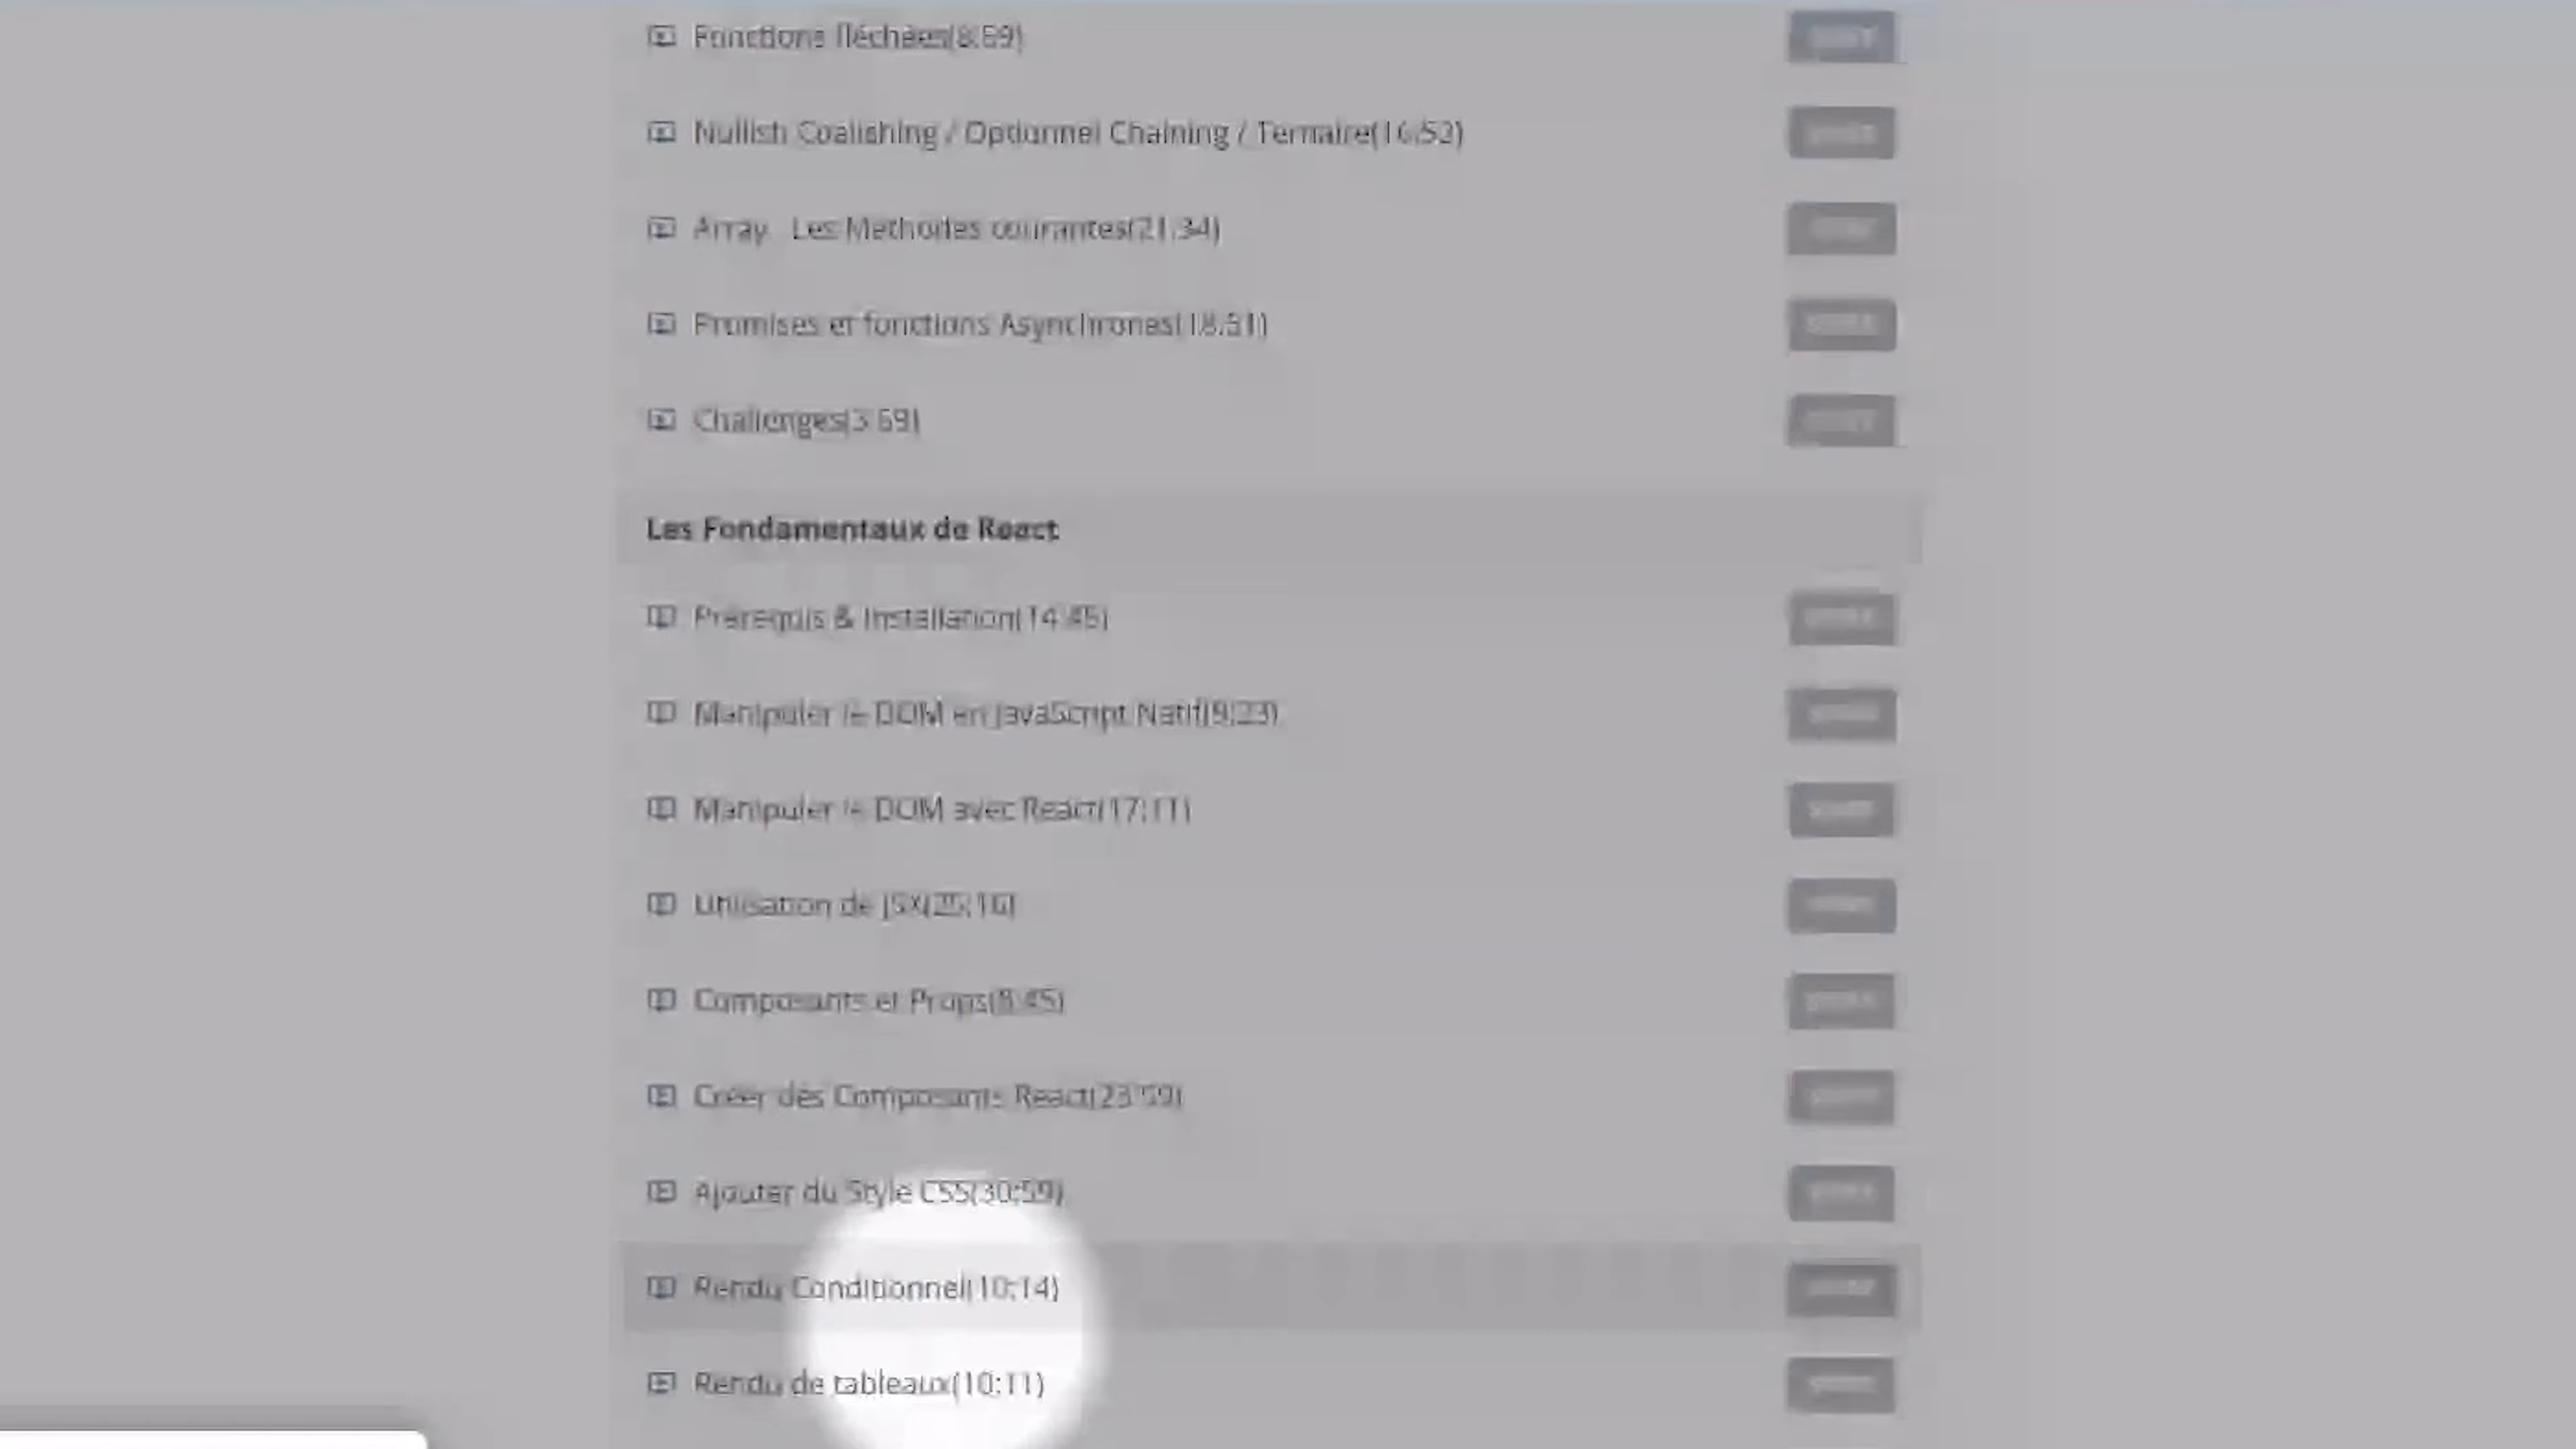 Fonctions fléchées(8:59)
Nullish Coalishing / Optionnel Chaining / Ternaire(16:52)
Array Les Méthodes courantes(21:34)
Promises et fonctions Asynchrones(18:51)
Challenges(3:59)
Les Fondamentaux de React
Prérequis & Installation(14:45)
Manipuler le DOM en JavaScript Natif(9:23)
Manipuler le DOM avec React(17:11)
Utilisation de JSX(25:16)
Composants et Props(8:45)
Créer des Composants React(23:59)
Ajouter du Style CSS(30:59)
Rendu Conditionnel(10:14)
Rendu de tableaux(10:11)